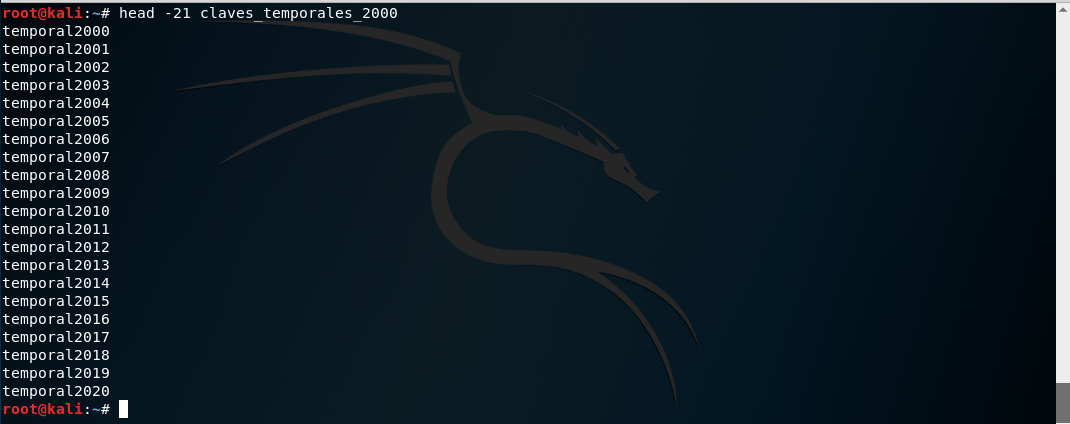 root@kali:~# head -21 claves_temporales_2000
temporal2000
temporal2001
temporal2002
temporal2003
temporal2004
temporal2005
temporal2006
temporal2007
temporal2008
temporal2009
temporal2010
temporal2011
temporal2012
temporal2013
temporal2014
temporal2015
temporal2016
temporal2017
temporal2018
temporal2019
temporal2020
root@kali:~#